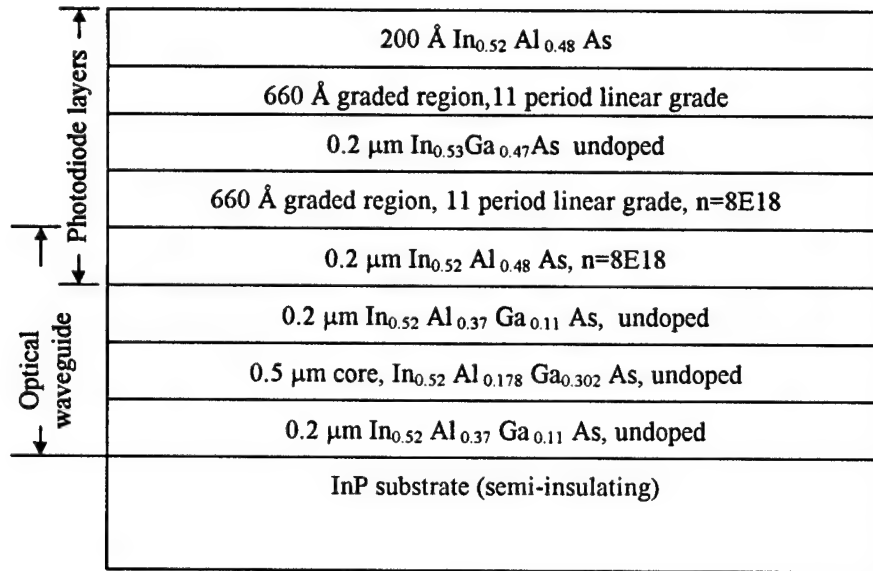 200 Å In0.52 Al0.48 As
660 Å graded region,11 period linear grade
0.2 μm In0.53Ga0.47As undoped
660 Å graded region, 11 period linear grade, n=8E18
0.2 μm In0.52 Al0.48 As, n=8E18
0.2 μm In0.52 Al0.37 Ga0.11 As, undoped
0.5 μm core, In0.52 Al0.178 Ga0.302 As, undoped
0.2 μm In0.52 Al0.37 Ga0.11 As, undoped
InP substrate (semi-insulating)
Photodiode layers
Optical
waveguide